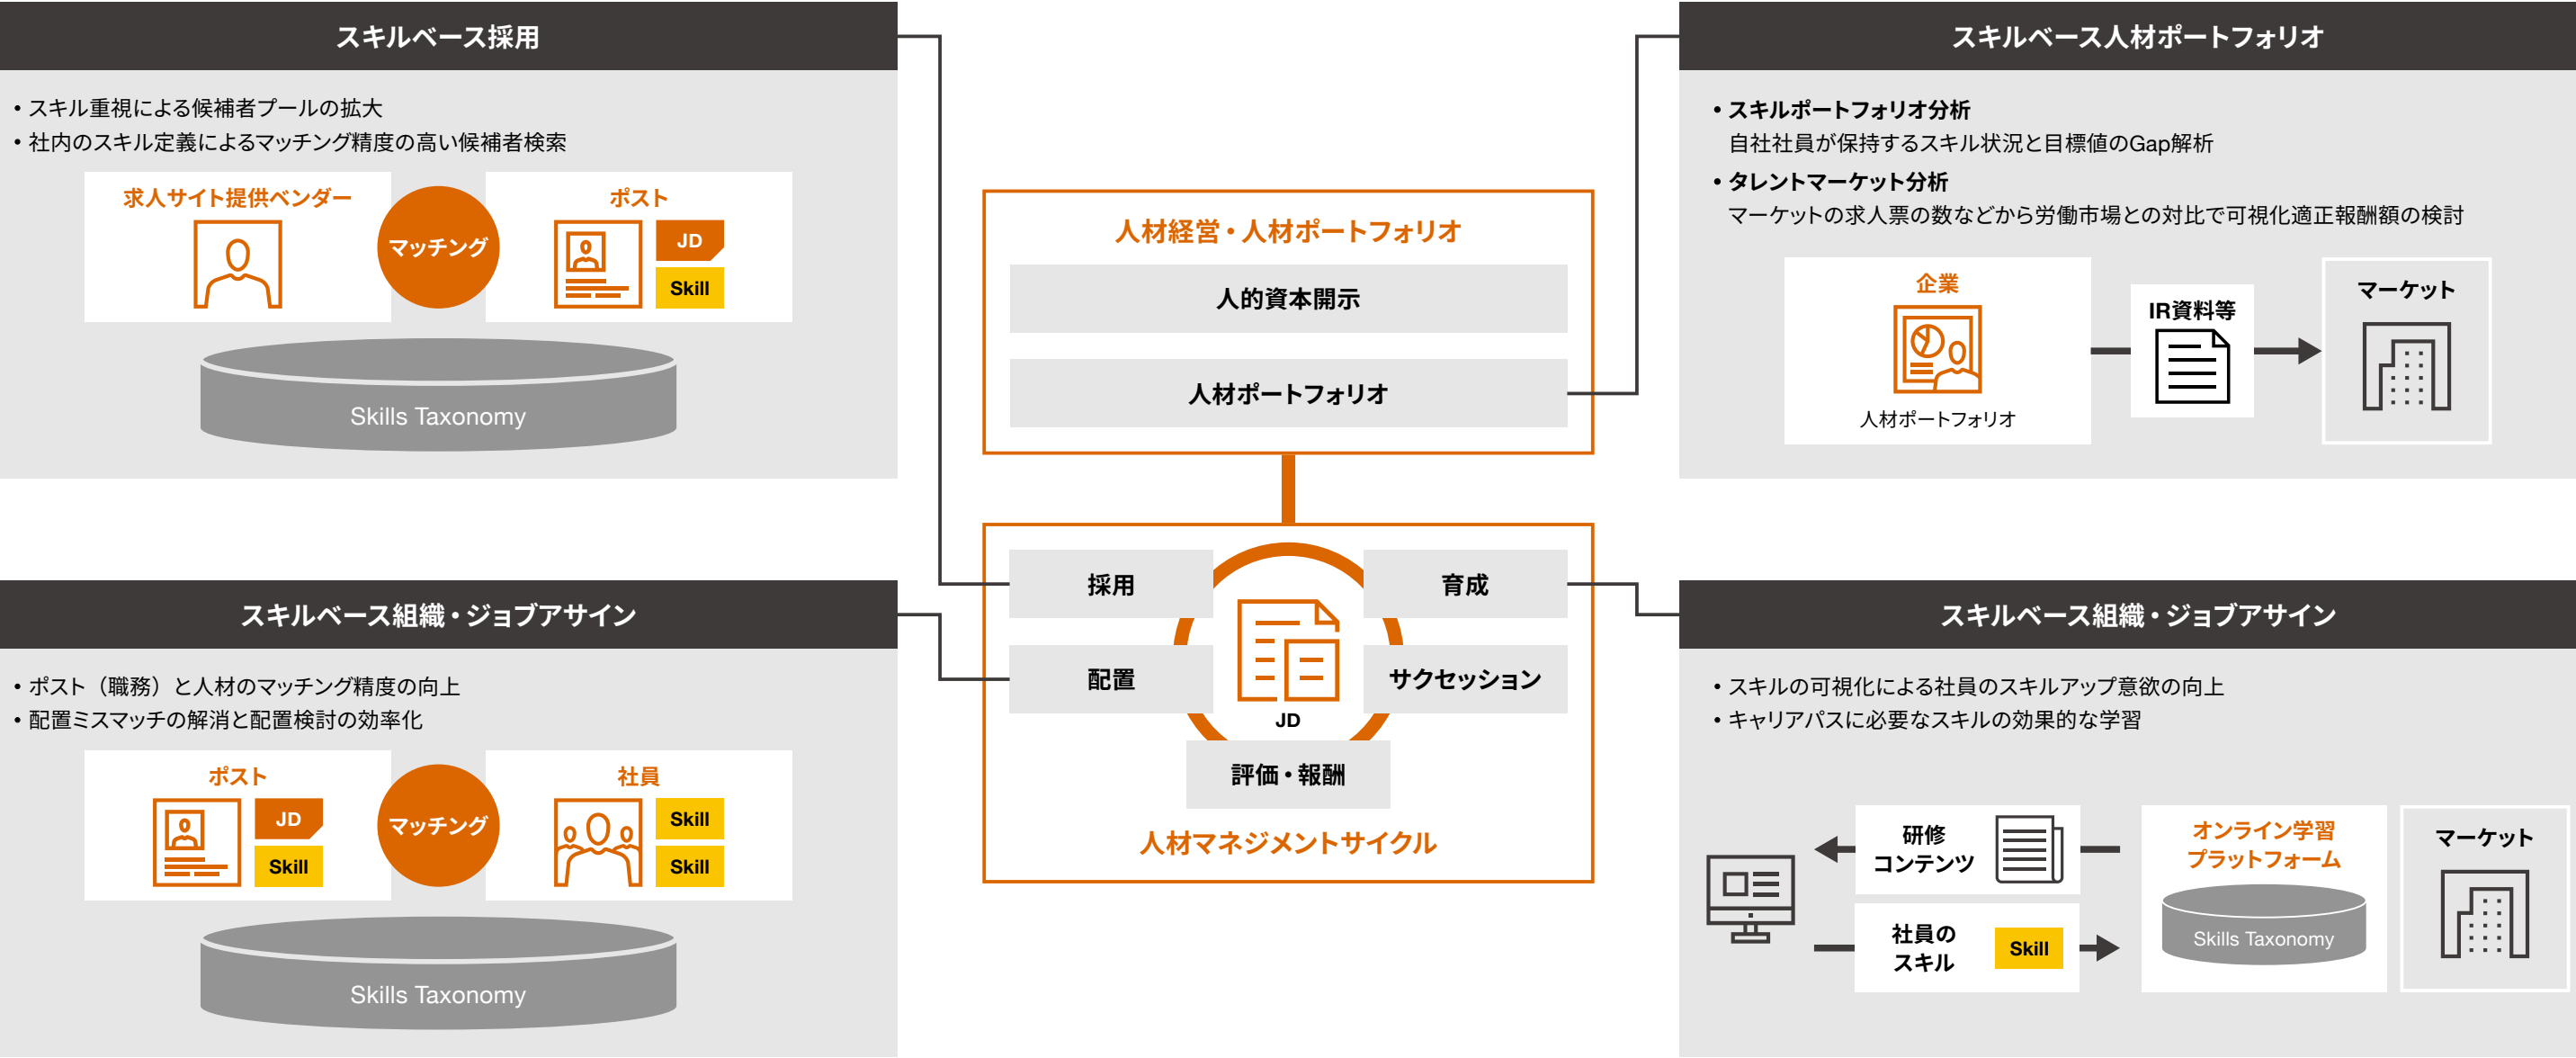 スキルベース採用
• スキル重視による候補者プールの拡大
• 社内のスキル定義によるマッチング精度の高い候補者検索
求人サイト提供ベンダー
マッチング
ポスト
JD
Skill
Skills Taxonomy
スキルベース人材ポートフォリオ
• スキルポートフォリオ分析
自社社員が保持するスキル状況と目標値のGap解析
• タレントマーケット分析
マーケットの求人票の数などから労働市場との対比で可視化適正報酬額の検討
企業
人材ポートフォリオ
IR資料等
マーケット
人材経営・人材ポートフォリオ
人的資本開示
人材ポートフォリオ
採用
育成
配置
サクセッション
JD
評価・報酬
人材マネジメントサイクル
スキルベース組織・ジョブアサイン
• ポスト（職務）と人材のマッチング精度の向上
• 配置ミスマッチの解消と配置検討の効率化
ポスト
JD
Skill
マッチング
社員
Skill
Skill
Skills Taxonomy
スキルベース組織・ジョブアサイン
• スキルの可視化による社員のスキルアップ意欲の向上
• キャリアパスに必要なスキルの効果的な学習
研修
コンテンツ
社員の
スキル
Skill
オンライン学習
プラットフォーム
Skills Taxonomy
マーケット